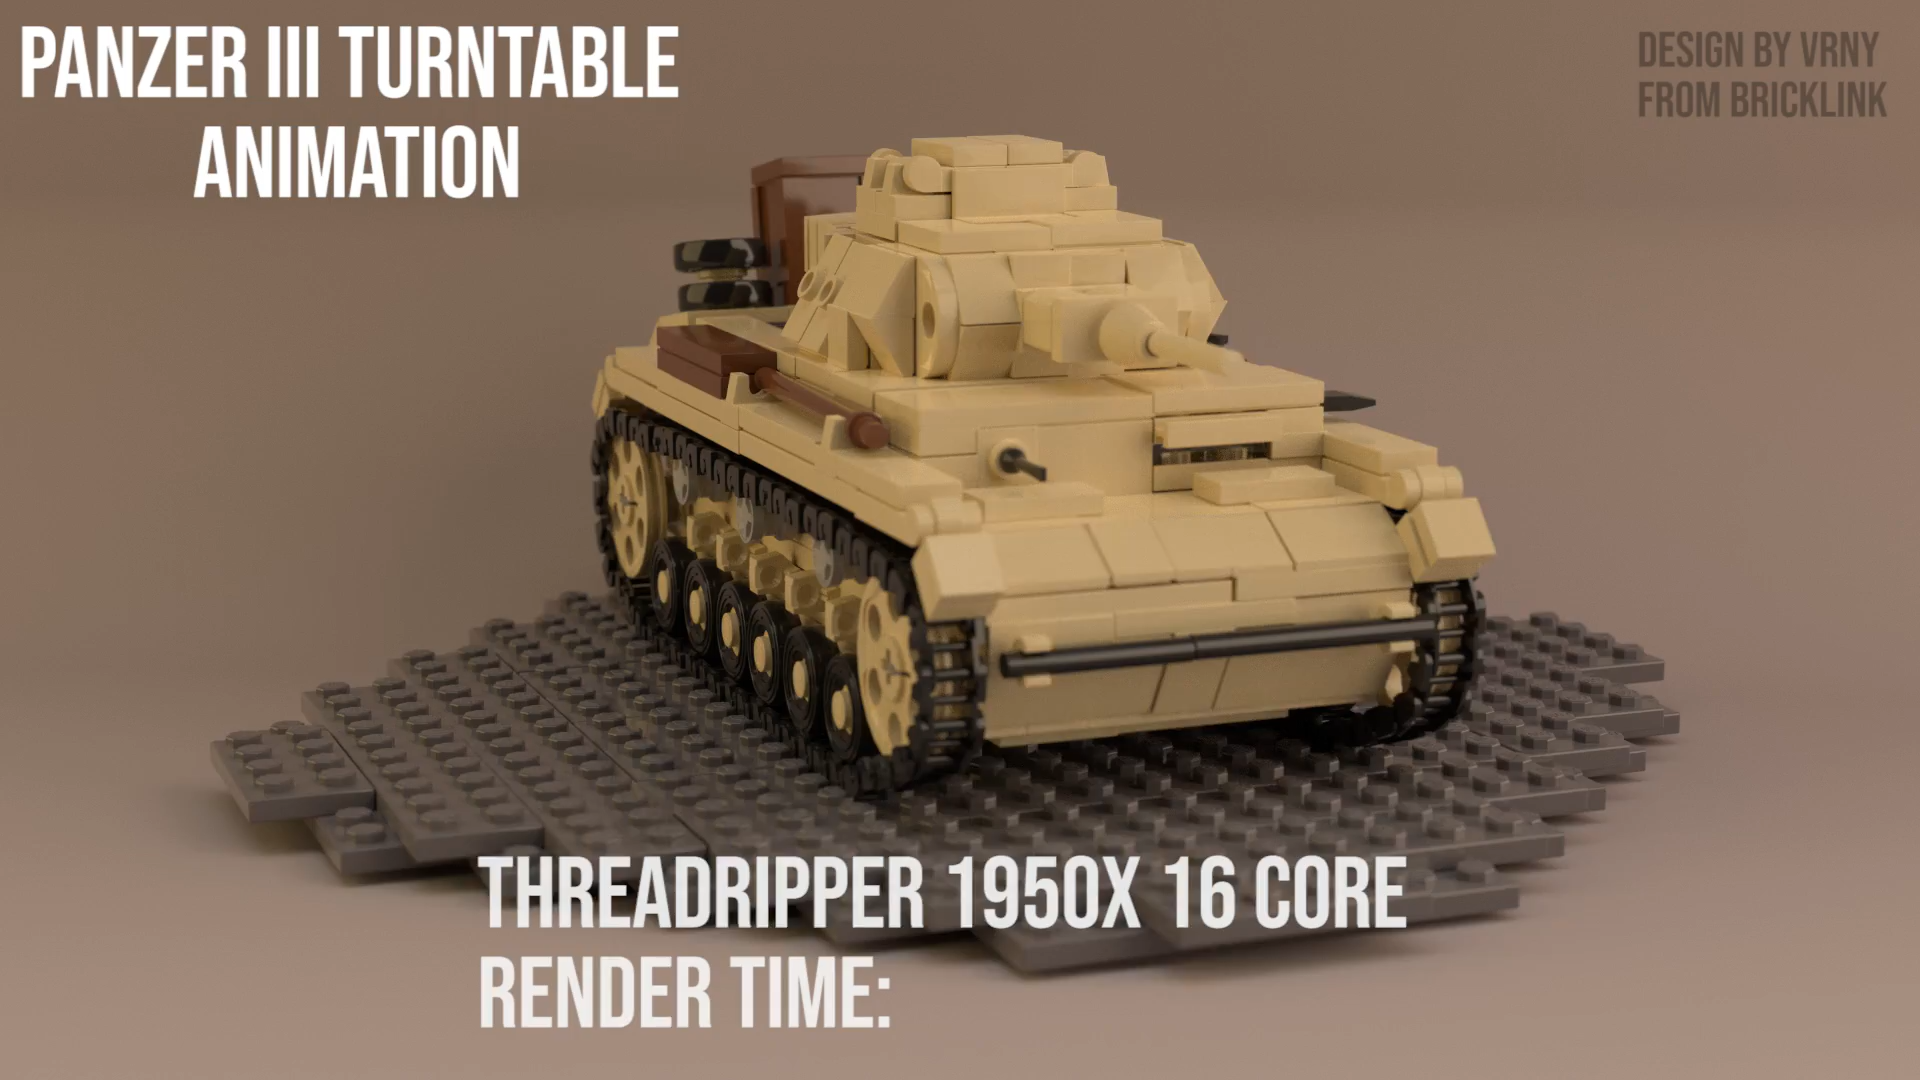 PANZER III TURNTABLE
ANIMATION
DESIGN BY VRNY
FROM BRICKLINK
THREADRIPPER 1950X 16 CORE
RENDER TIME: